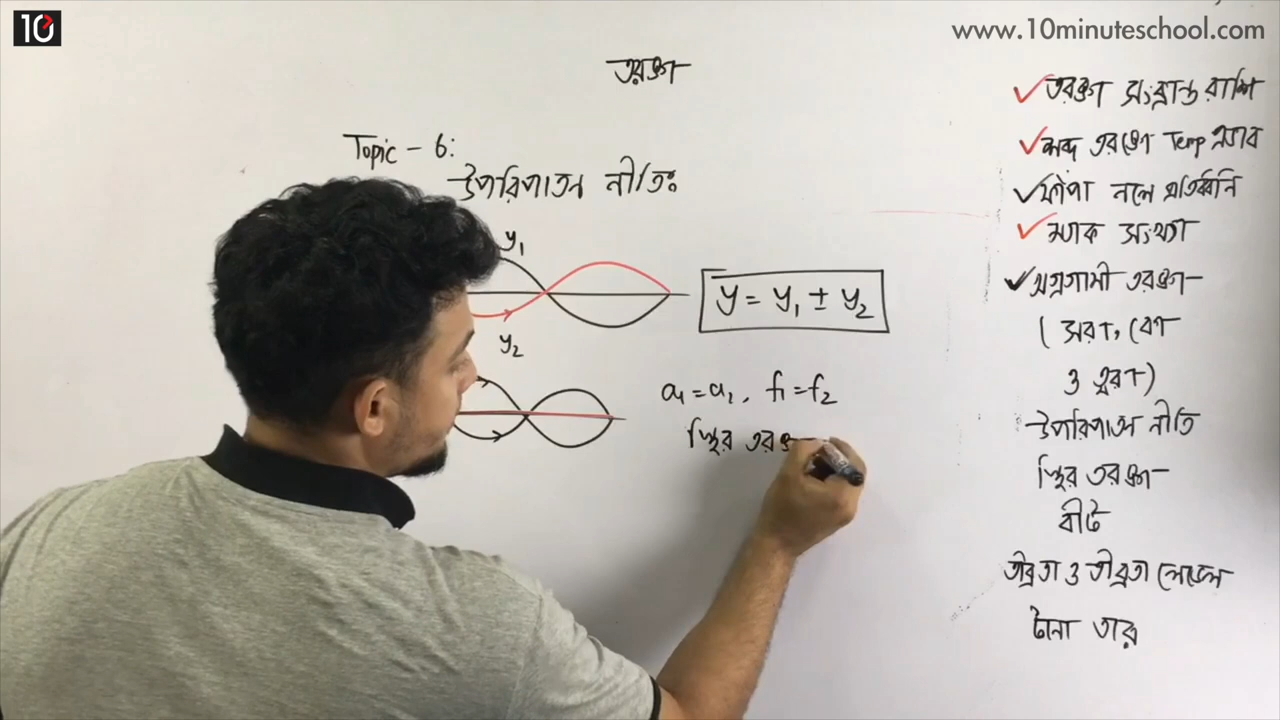 10
www.10minuteschool.com
তরঙ্গ
Topic - 6:
উপরিপাতন নীতিঃ
y₁
y₂
y = y₁ ± y₂
a₁ = a₂, f₁ = f₂
স্থির তরঙ্গ
তরঙ্গ সংক্রান্ত রাশি
শব্দ তরঙ্গে Temp এর
ফাঁপা নলে প্রতিধ্বনি
ম্যাক সংখ্যা
অগ্রগামী তরঙ্গ
( সরণ, বেগ
ও ত্বরণ )
উপরিপাতন নীতি
স্থির তরঙ্গ
বীট
তীব্রতা ও তীব্রতা লেভেল
টানা তার